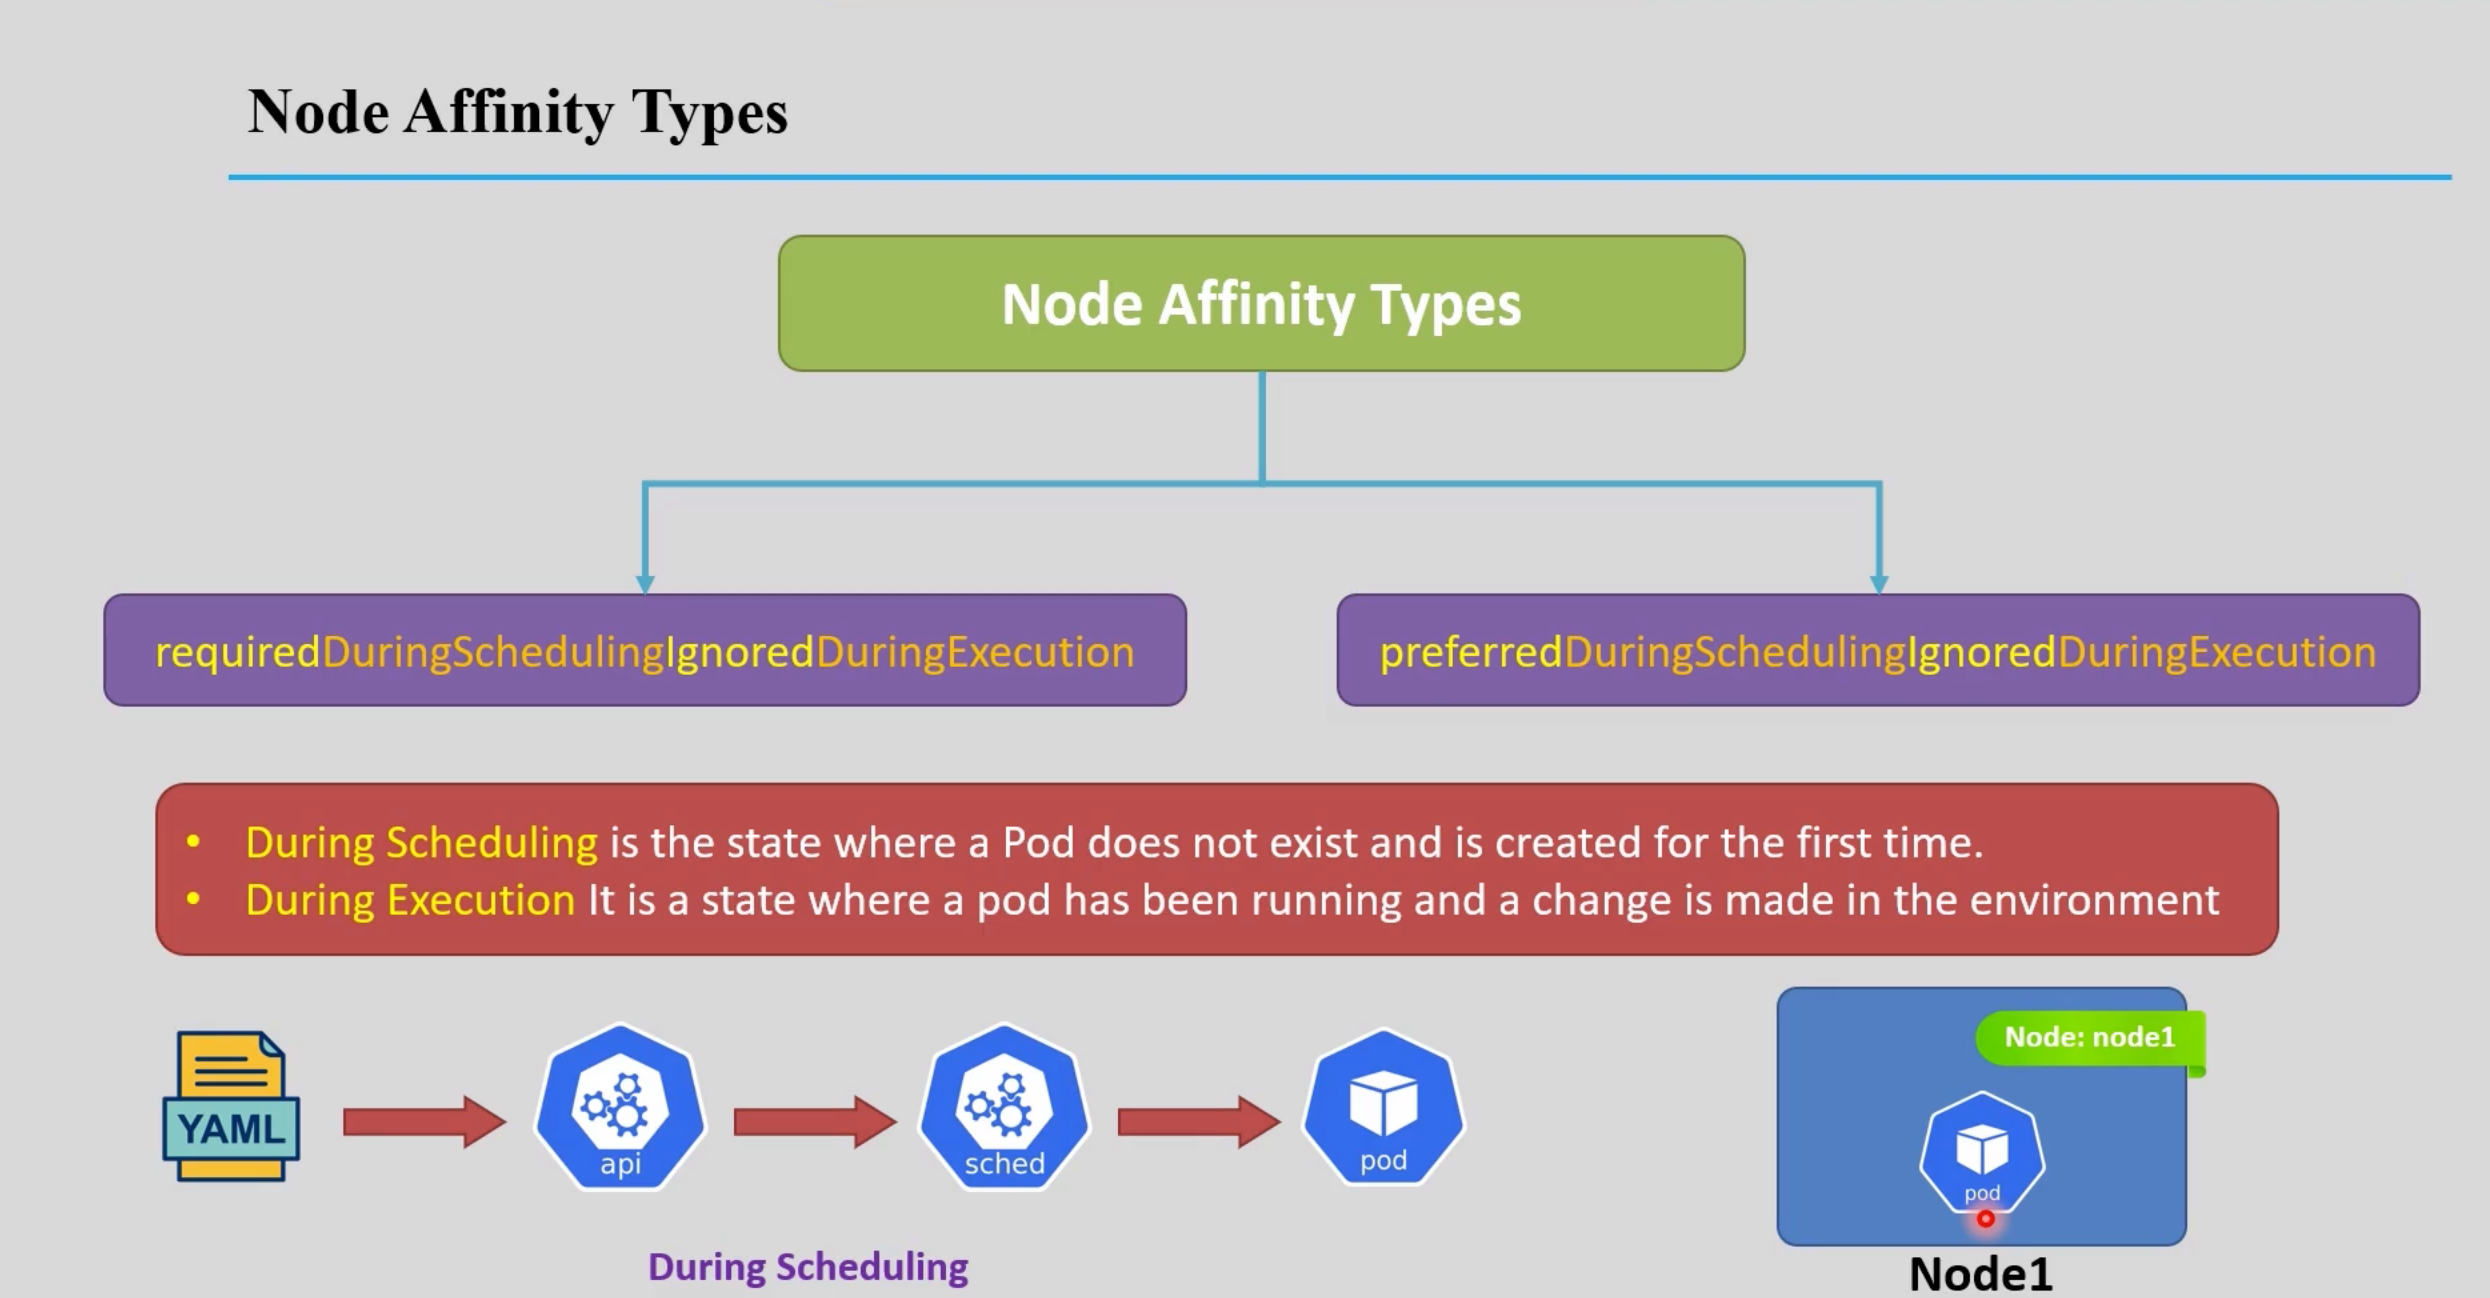 Node Affinity Types
Node Affinity Types
requiredDuringSchedulingIgnoredDuringExecution
preferredDuringSchedulingIgnoredDuringExecution
• During Scheduling is the state where a Pod does not exist and is created for the first time.
• During Execution It is a state where a pod has been running and a change is made in the environment
YAML
api
sched
pod
Node: node1
pod
During Scheduling
Node1